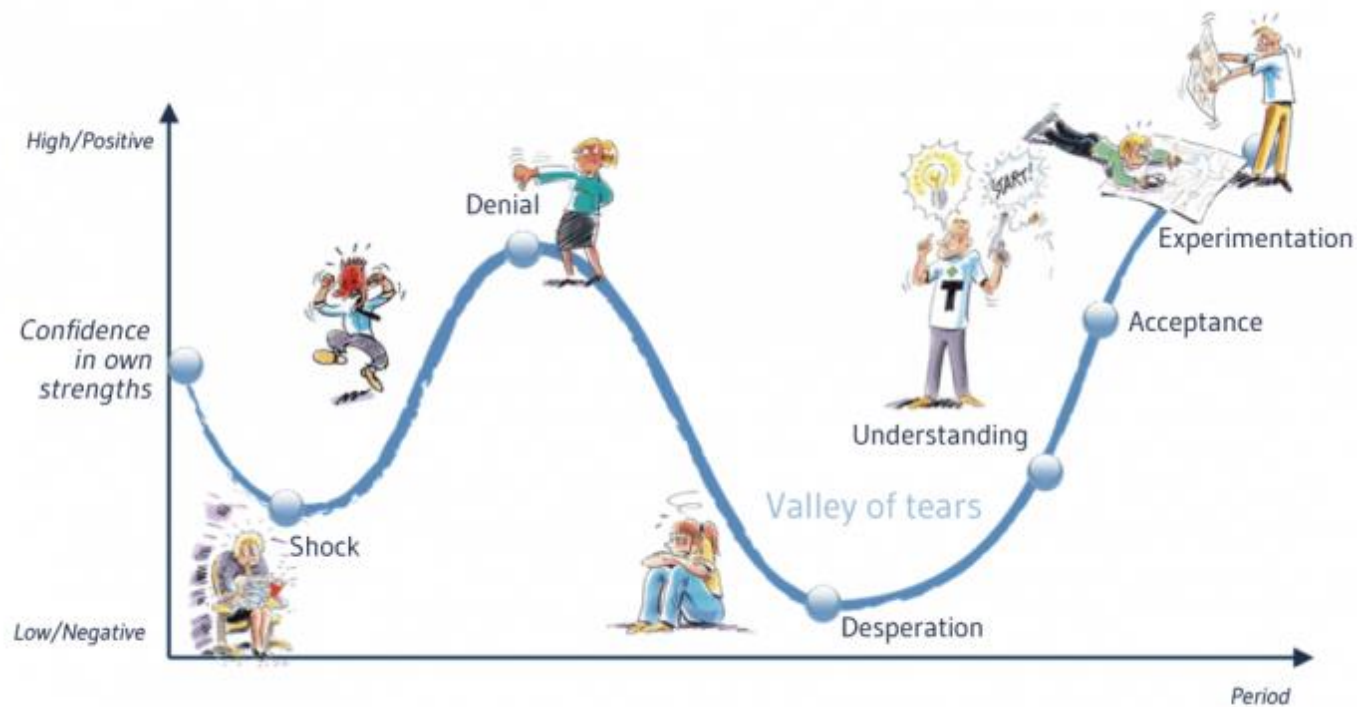 High/Positive
Denial
START!
T
Experimentation
Confidence
in own
strengths
Acceptance
Understanding
Valley of tears
Shock
Low/Negative
Desperation
Period